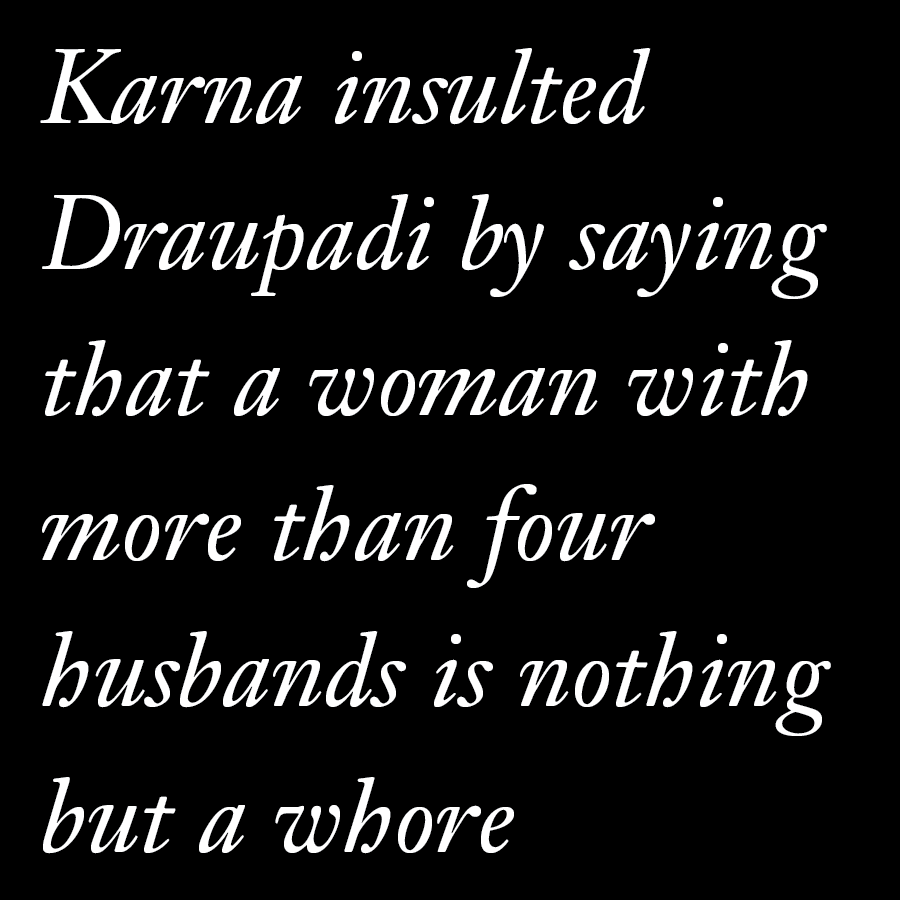 Karna insulted
Draupadi by saying
that a woman with
more than four
husbands is nothing
but a whore